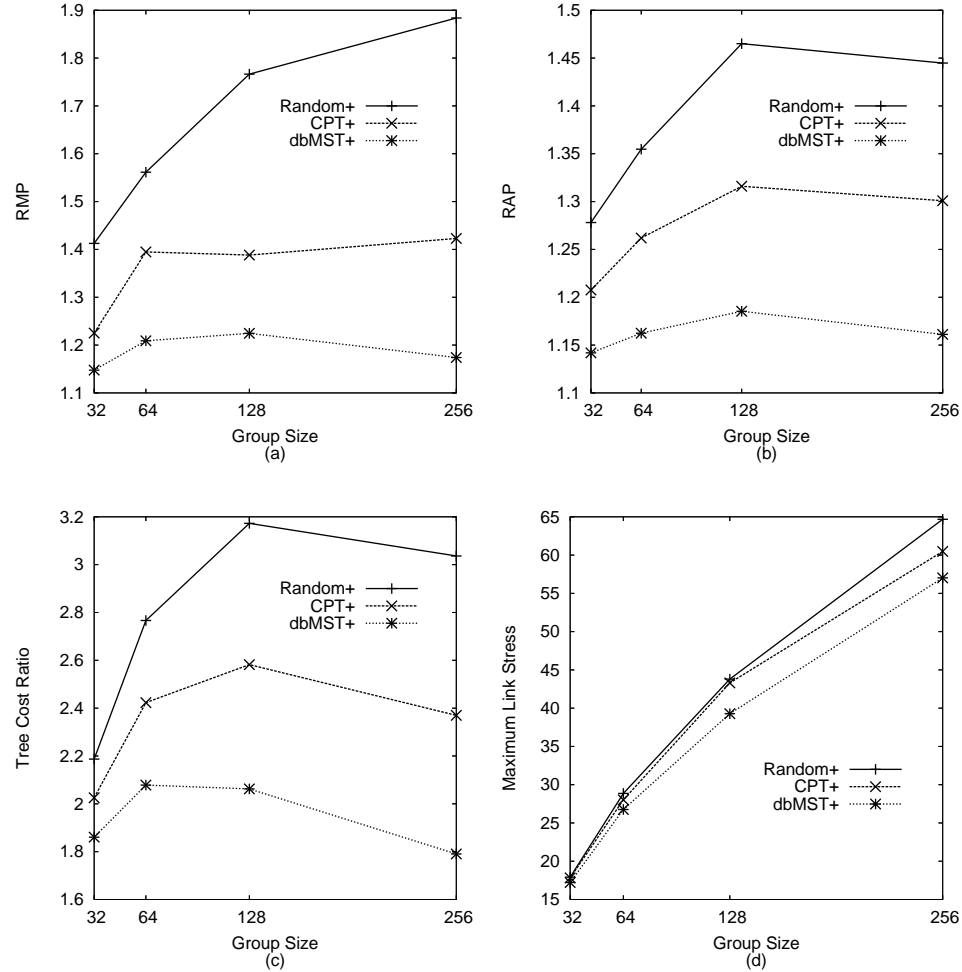 1.9
1.8
1.7
1.6
1.5
1.4
1.3
1.2
1.1
RMP
Random+
CPT+
dbMST+
32 64 128 256
Group Size
(a)
1.5
1.45
1.4
1.35
1.3
1.25
1.2
1.15
1.1
RAP
Random+
CPT+
dbMST+
32 64 128 256
Group Size
(b)
3.2
3
2.8
2.6
2.4
2.2
2
1.8
1.6
Tree Cost Ratio
Random+
CPT+
dbMST+
32 64 128 256
Group Size
(c)
65
60
55
50
45
40
35
30
25
20
15
Maximum Link Stress
Random+
CPT+
dbMST+
32 64 128 256
Group Size
(d)